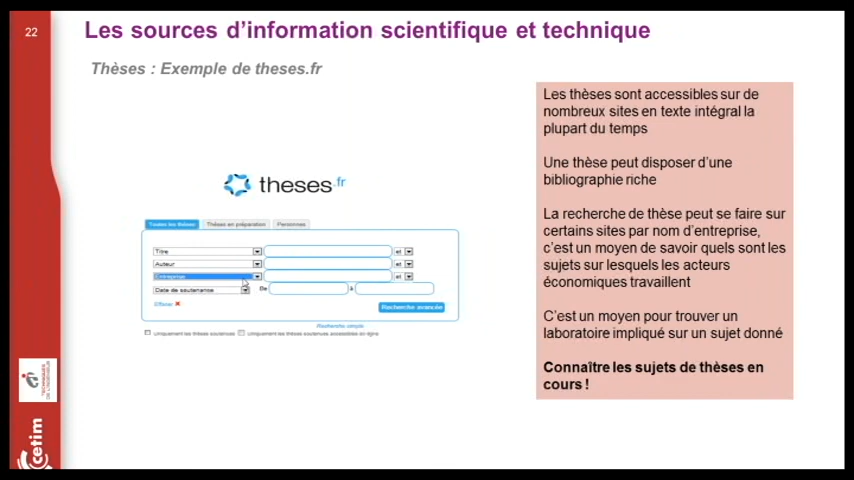 22
Les sources d'information scientifique et technique
Thèses : Exemple de theses.fr
theses.fr
Toutes les thèses
Thèses en préparation
Personnes
Titre
et
Auteur
et
Entreprise
et
Date de soutenance
De
à
Effacer
Recherche avancée
Recherche simple
Uniquement les thèses soutenues
Uniquement les thèses soutenues accessibles en ligne
Les thèses sont accessibles sur de
nombreux sites en texte intégral la
plupart du temps
Une thèse peut disposer d'une
bibliographie riche
La recherche de thèse peut se faire sur
certains sites par nom d'entreprise,
c'est un moyen de savoir quels sont les
sujets sur lesquels les acteurs
économiques travaillent
C'est un moyen pour trouver un
laboratoire impliqué sur un sujet donné
Connaître les sujets de thèses en
cours !
TECHNIQUES
DE L'INGÉNIEUR
cetim